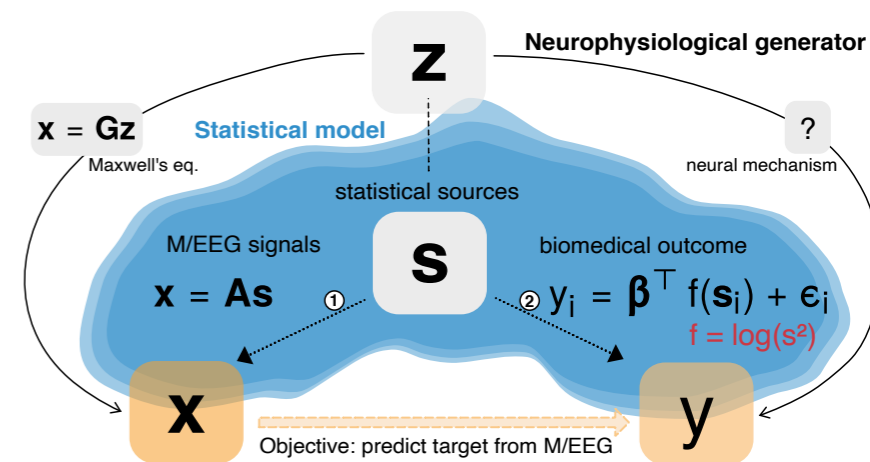 z
Neurophysiological generator
x = Gz
Maxwell's eq.
Statistical model
?
neural mechanism
statistical sources
M/EEG signals
s
biomedical outcome
x = As
①
② yᵢ = β⊤ f(sᵢ) + ϵᵢ
f = log(s²)
x
y
Objective: predict target from M/EEG